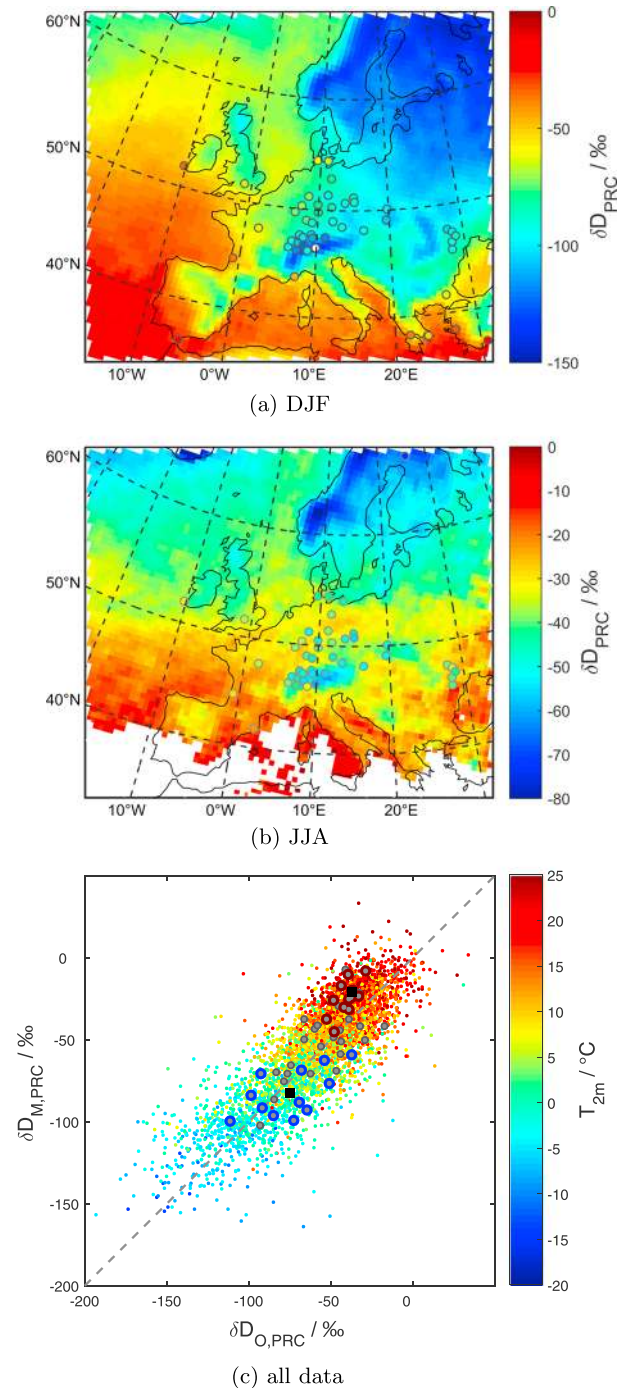 60°N
50°N
40°N
10°W 0°W 10°E 20°E
0
-50
-100
-150
δD_PRC / ‰
(a) DJF
60°N
50°N
40°N
10°W 0°W 10°E 20°E
0
-10
-20
-30
-40
-50
-60
-70
-80
δD_PRC / ‰
(b) JJA
0
-50
-100
-150
-200
δD_M,PRC / ‰
-200 -150 -100 -50 0
δD_O,PRC / ‰
25
20
15
10
5
0
-5
-10
-15
-20
T_2m / °C
(c) all data